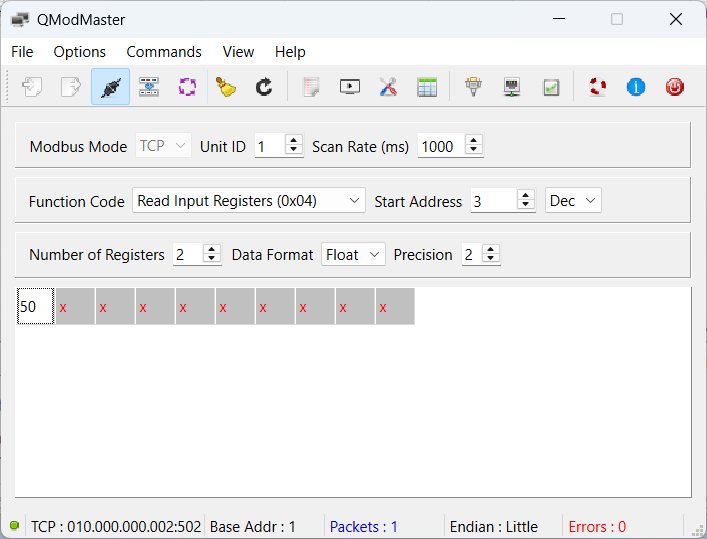 QModMaster
File Options Commands View Help
Modbus Mode TCP Unit ID 1 Scan Rate (ms) 1000
Function Code Read Input Registers (0x04) Start Address 3 Dec
Number of Registers 2 Data Format Float Precision 2
50 x x x x x x x x x
TCP : 010.000.000.002:502 Base Addr : 1 Packets : 1 Endian : Little Errors : 0